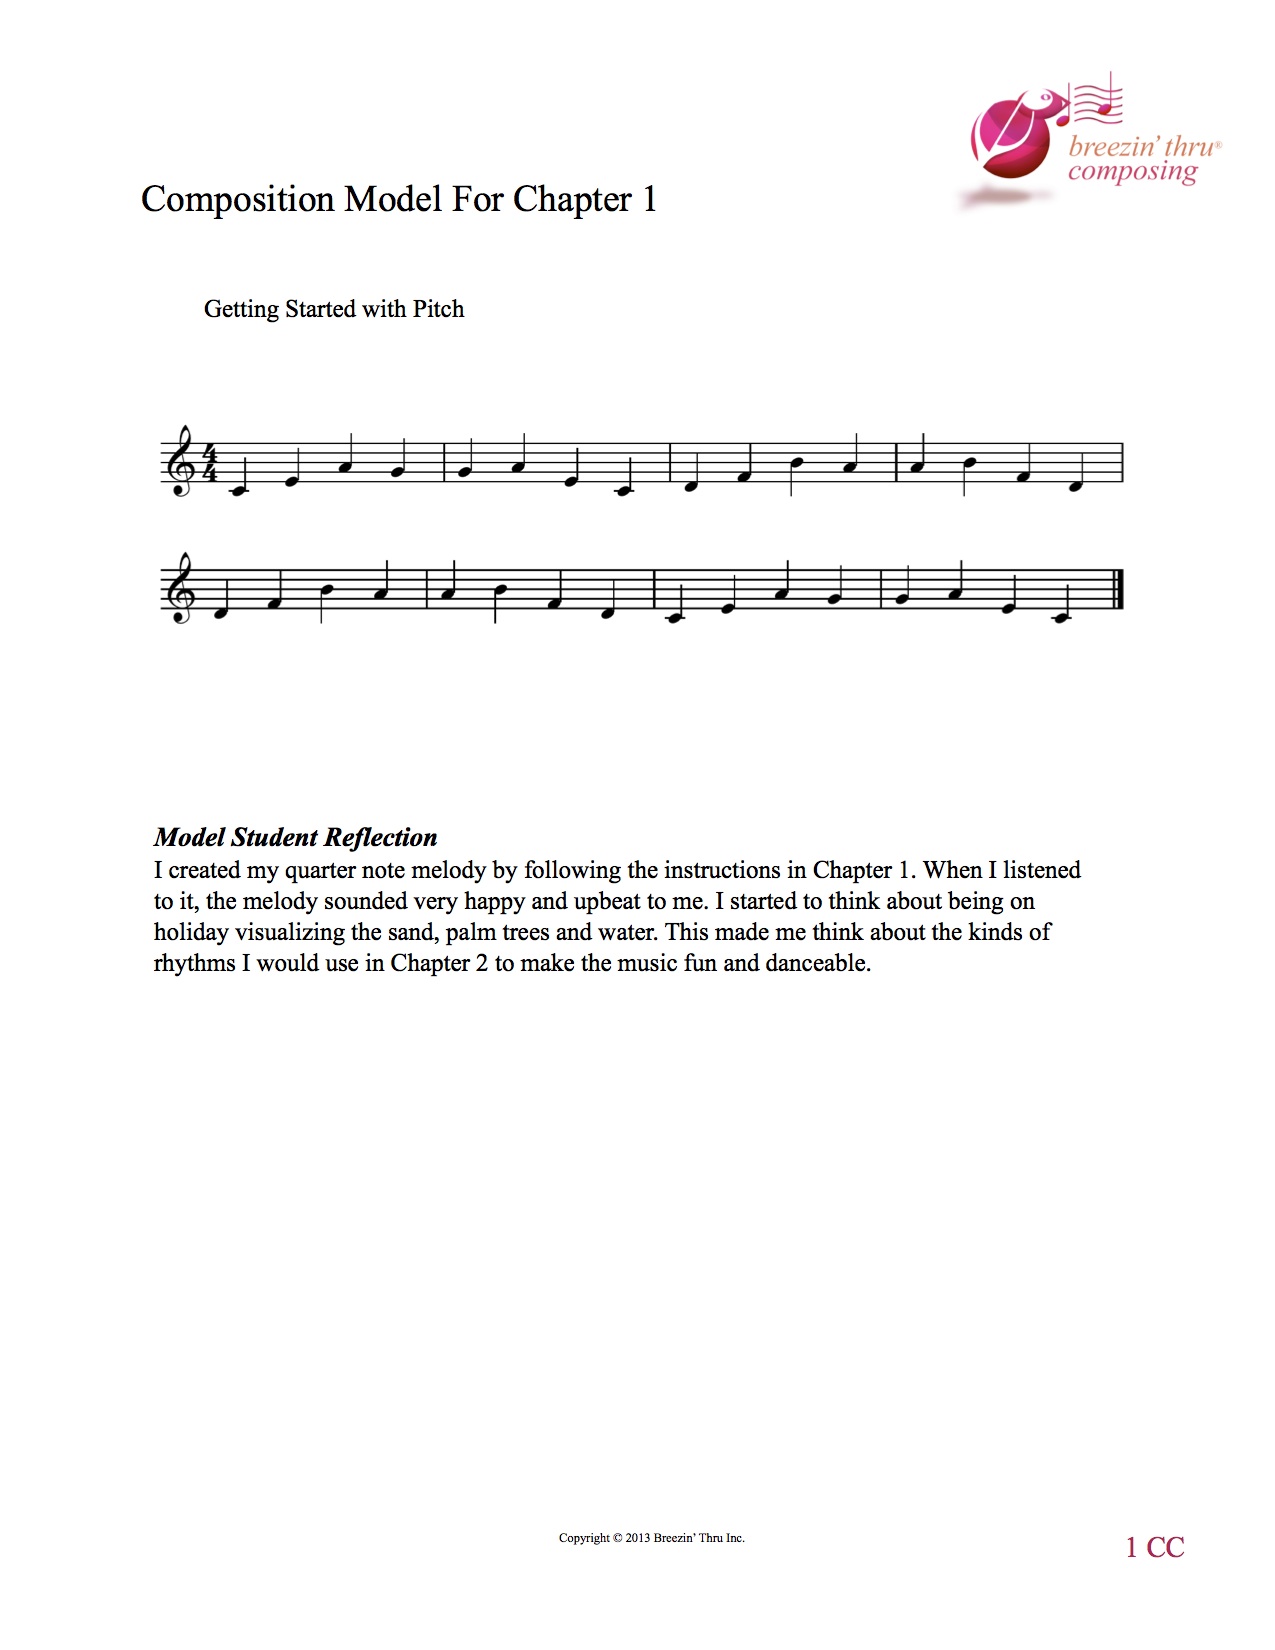 breezin' thru®
composing
Composition Model For Chapter 1
Getting Started with Pitch
4
4
Model Student Reflection
I created my quarter note melody by following the instructions in Chapter 1. When I listened
to it, the melody sounded very happy and upbeat to me. I started to think about being on
holiday visualizing the sand, palm trees and water. This made me think about the kinds of
rhythms I would use in Chapter 2 to make the music fun and danceable.
Copyright © 2013 Breezin' Thru Inc.
1 CC